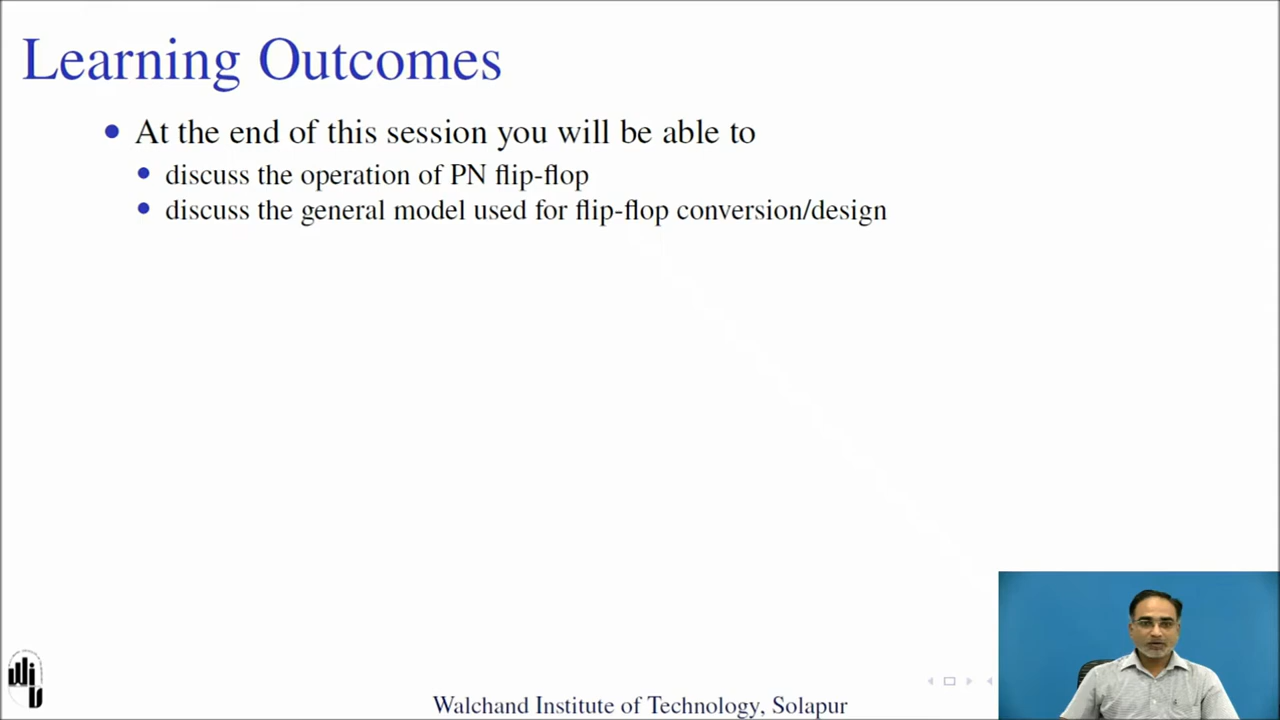 Learning Outcomes
At the end of this session you will be able to
discuss the operation of PN flip-flop
discuss the general model used for flip-flop conversion/design
Walchand Institute of Technology, Solapur